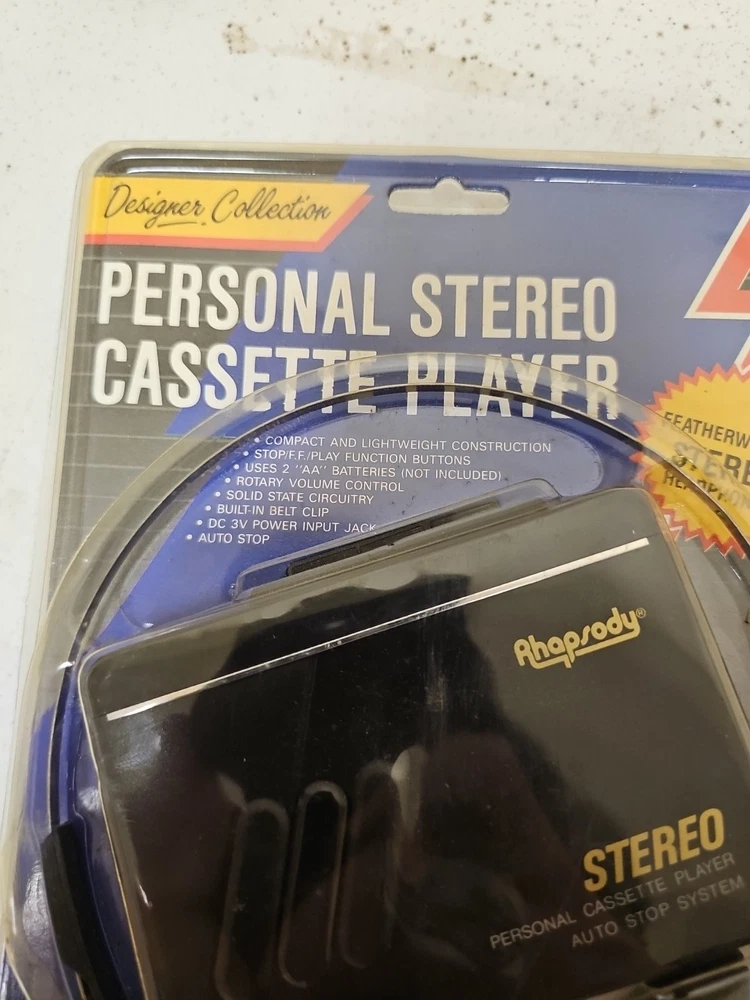 Designer Collection
PERSONAL STEREO
CASSETTE PLAYER
• COMPACT AND LIGHTWEIGHT CONSTRUCTION
• STOP/F.F./PLAY FUNCTION BUTTONS
• USES 2 "AA" BATTERIES (NOT INCLUDED)
• ROTARY VOLUME CONTROL
• SOLID STATE CIRCUITRY
• BUILT-IN BELT CLIP
• DC 3V POWER INPUT JACK
• AUTO STOP
Rhapsody®
STEREO
PERSONAL CASSETTE PLAYER
AUTO STOP SYSTEM